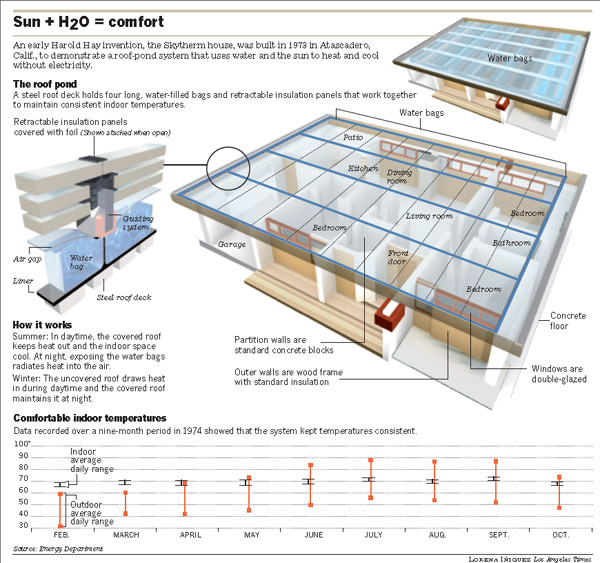 Sun + H2O = comfort
An early Harold Hay invention, the Skytherm house, was built in 1973 in Atascadero,
Calif., to demonstrate a roof-pond system that uses water and the sun to heat and cool
without electricity.
Water bags
The roof pond
A steel roof deck holds four long, water-filled bags and retractable insulation panels that work together
to maintain consistent indoor temperatures.
Retractable insulation panels
covered with foil (Shown stacked when open)
Guiding
system
Air gap
Water
bag
Liner
Steel roof deck
Water bags
Patio
Kitchen
Dining
room
Living room
Bedroom
Bedroom
Bathroom
Garage
Front
door
Bedroom
Concrete
floor
Partition walls are
standard concrete blocks
Outer walls are wood frame
with standard insulation
Windows are
double-glazed
How it works
Summer: In daytime, the covered roof
keeps heat out and the indoor space
cool. At night, exposing the water bags
radiates heat into the air.
Winter: The uncovered roof draws heat
in during daytime and the covered roof
maintains it at night.
Comfortable indoor temperatures
Data recorded over a nine-month period in 1974 showed that the system kept temperatures consistent.
100°
90
80
70
60
50
40
30
Indoor
average
daily range
Outdoor
average
daily range
FEB. MARCH APRIL MAY JUNE JULY AUG. SEPT. OCT.
Source: Energy Department
LORENA IÑIGUEZ Los Angeles Times